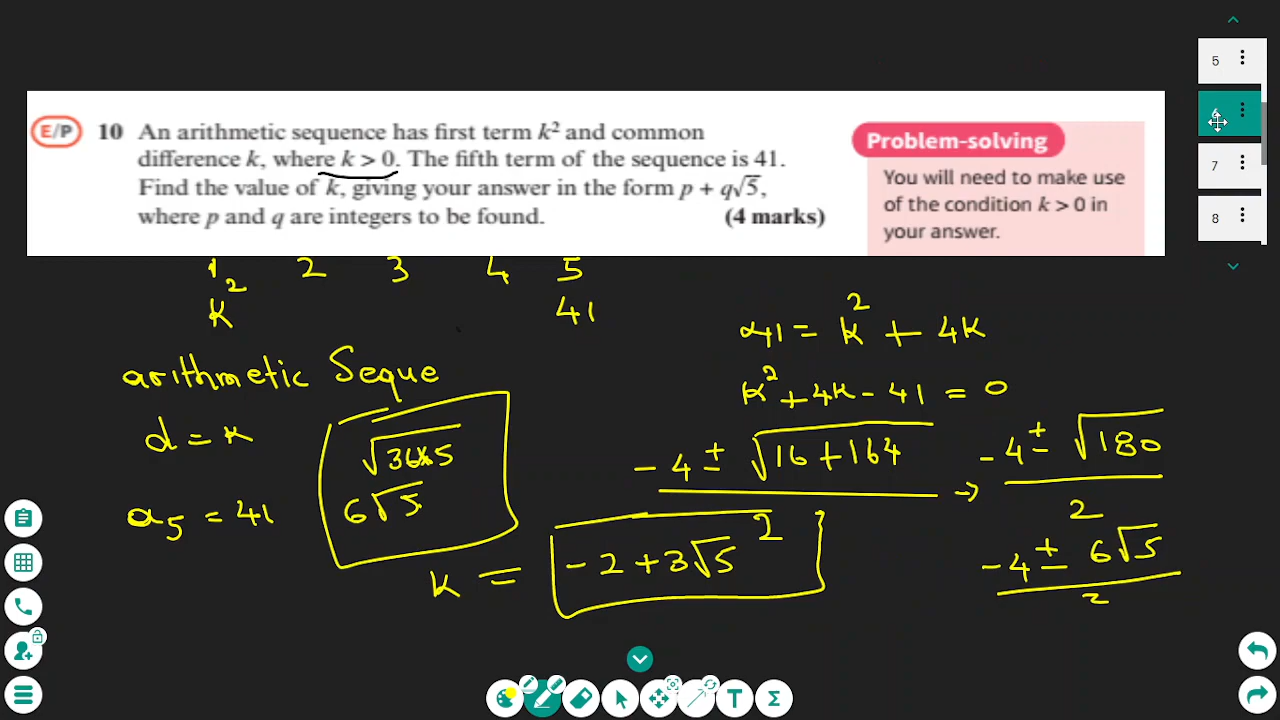 E/P 10 An arithmetic sequence has first term k² and common
difference k, where k > 0. The fifth term of the sequence is 41.
Find the value of k, giving your answer in the form p + q√5,
where p and q are integers to be found. (4 marks)
Problem-solving
You will need to make use
of the condition k > 0 in
your answer.
5
7
8
1 2 3 4 5
k² 41
arithmetic Seque
d = k
a₅ = 41
√36×5
6√5
41 = k² + 4k
k² + 4k - 41 = 0
-4 ± √16 + 164
2
→ -4 ± √180
2
-4 ± 6√5
2
k = -2 + 3√5
T
Σ